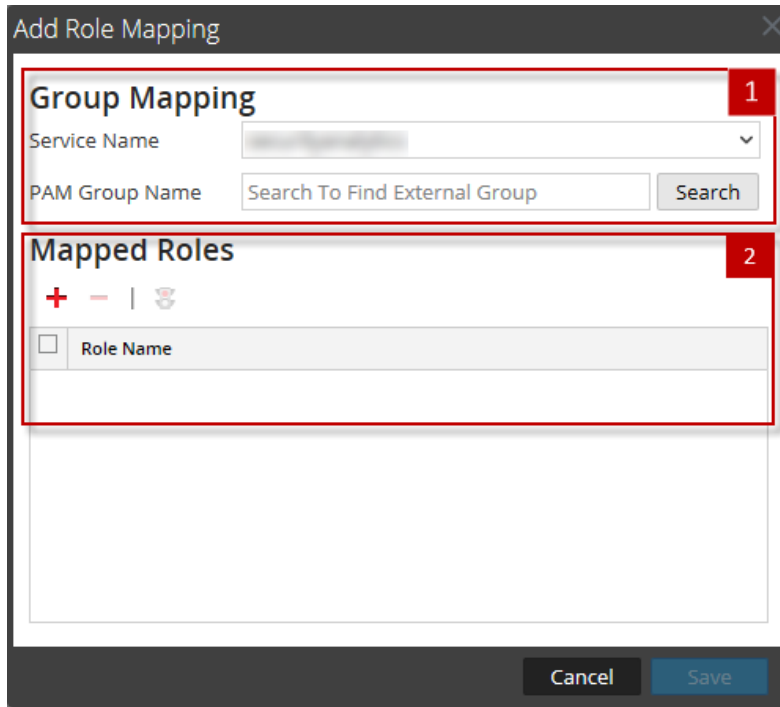 Add Role Mapping
Group Mapping
1
Service Name
PAM Group Name Search To Find External Group Search
Mapped Roles
2
Role Name
Cancel Save